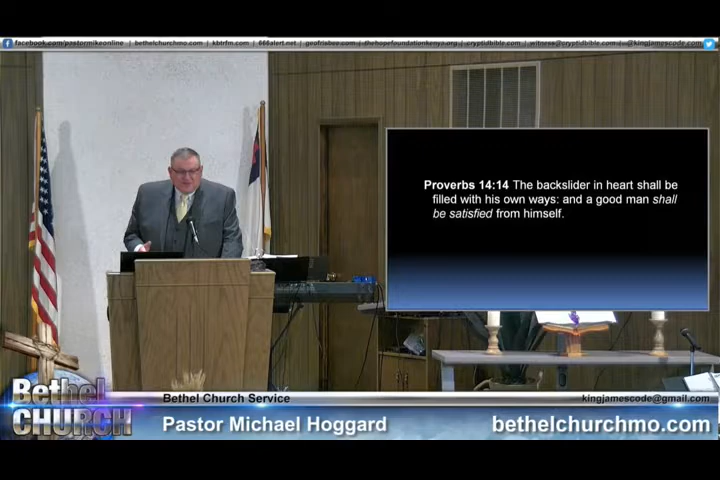 facebook.com/pastormikeonline | bethelchurchmo.com | kbtrfm.com | 666alert.net | geofrisbee.com | thehopefoundationkenya.org | cryptidbible.com | witness@cryptidbible.com | @kingjamescode
Proverbs 14:14 The backslider in heart shall be
filled with his own ways: and a good man shall
be satisfied from himself.
Bethel
CHURCH
Bethel Church Service
kingjamescode@gmail.com
Pastor Michael Hoggard
bethelchurchmo.com